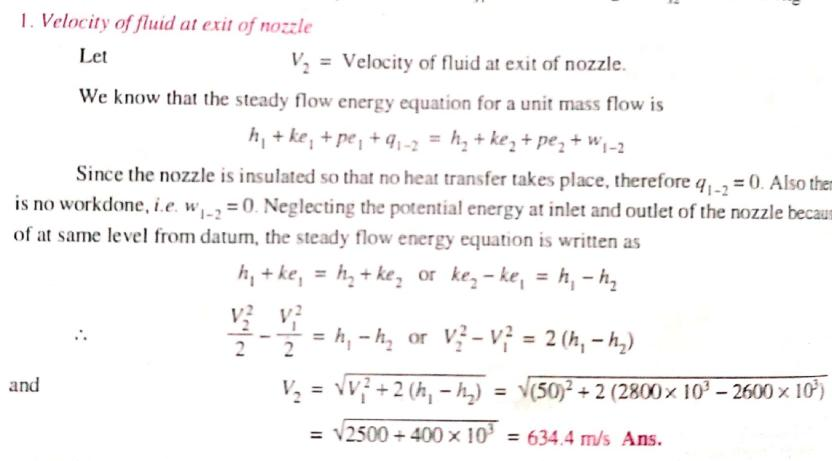 1. Velocity of fluid at exit of nozzle
Let V₂ = Velocity of fluid at exit of nozzle.
We know that the steady flow energy equation for a unit mass flow is
h₁ + ke₁ + pe₁ + q₁₋₂ = h₂ + ke₂ + pe₂ + w₁₋₂
Since the nozzle is insulated so that no heat transfer takes place, therefore q₁₋₂ = 0. Also
is no workdone, i.e. w₁₋₂ = 0. Neglecting the potential energy at inlet and outlet of the nozzle
of at same level from datum, the steady flow energy equation is written as
h₁ + ke₁ = h₂ + ke₂ or ke₂ – ke₁ = h₁ – h₂
∴ V₂²/2 – V₁²/2 = h₁ – h₂ or V₂² – V₁² = 2 (h₁ – h₂)
and V₂ = √(V₁² + 2 (h₁ – h₂)) = √((50)² + 2 (2800 × 10³ – 2600 × 10³))
= √(2500 + 400 × 10³) = 634.4 m/s Ans.